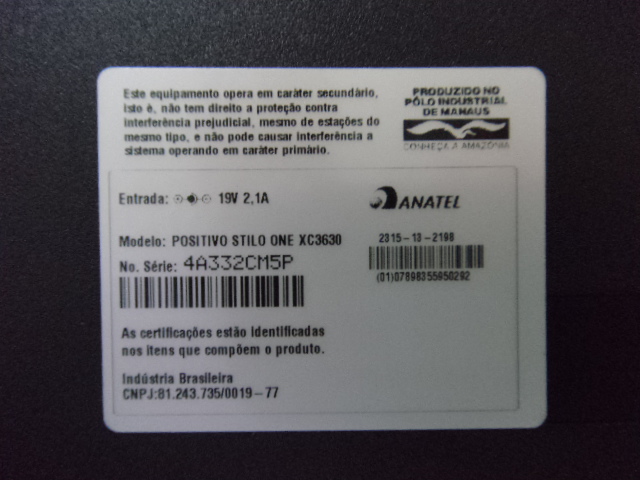 Este equipamento opera em caráter secundário,
isto é, não tem direito a proteção contra
interferência prejudicial, mesmo de estações do
mesmo tipo, e não pode causar interferência a
sistema operando em caráter primário.
PRODUZIDO NO
PÓLO INDUSTRIAL
DE MANAUS
CONHEÇA A AMAZÔNIA
Entrada: 19V 2,1A
ANATEL
Modelo: POSITIVO STILO ONE XC3630
No. Série: 4A332CM5P
2315-13-2198
(01)07898355950292
As certificações estão identificadas
nos itens que compõem o produto.
Indústria Brasileira
CNPJ:81.243.735/0019-77